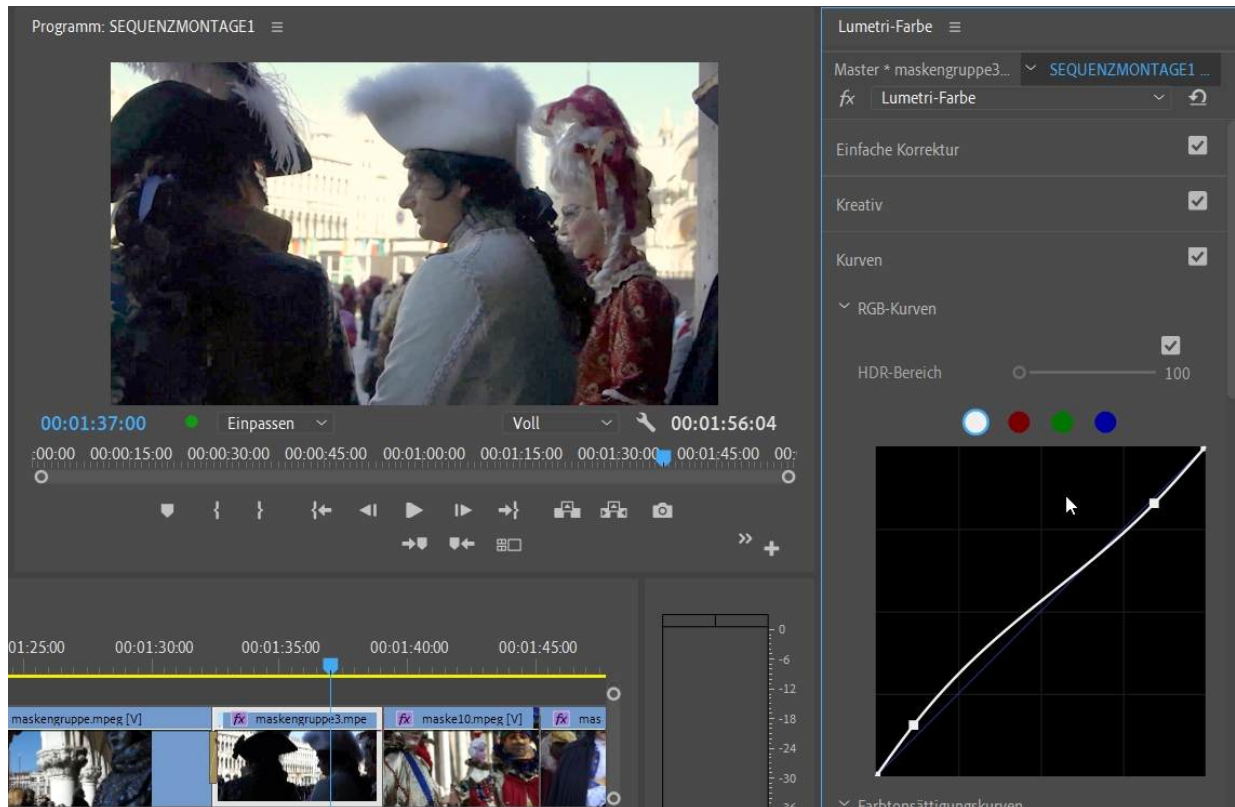 Programm: SEQUENZMONTAGE1
00:01:37:00
Einpassen
Voll
00:01:56:04
:00:00 00:00:15:00 00:00:30:00 00:00:45:00 00:01:00:00 00:01:15:00 00:01:30:00 00:01:45:00 00:
01:25:00 00:01:30:00 00:01:35:00 00:01:40:00 00:01:45:00
maskengruppe.mpeg [V]
fx maskengruppe3.mpe
fx maske10.mpeg [V]
fx mas
0
-6
-12
-18
-24
-30
Lumetri-Farbe
Master * maskengruppe3...
SEQUENZMONTAGE1 ...
fx Lumetri-Farbe
Einfache Korrektur
Kreativ
Kurven
RGB-Kurven
HDR-Bereich 100
Farbtonsättigungskurven